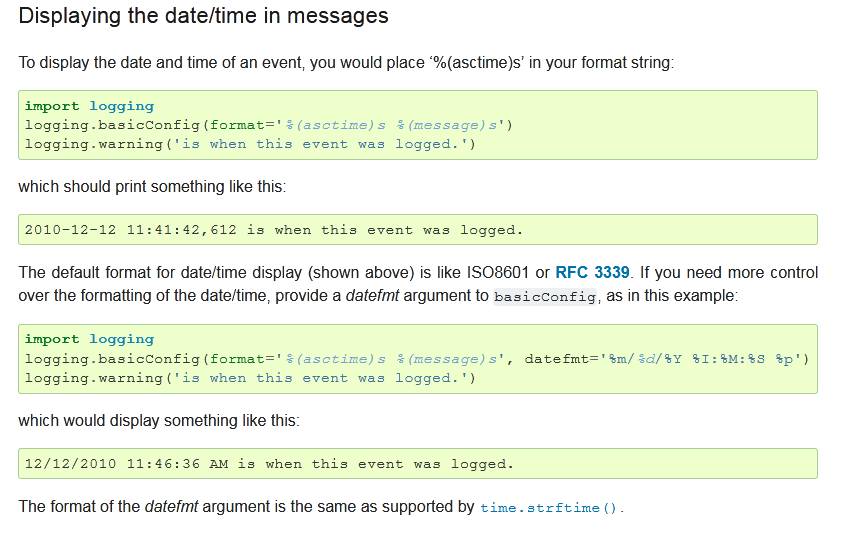 Displaying the date/time in messages
To display the date and time of an event, you would place ‘%(asctime)s’ in your format string:
import logging
logging.basicConfig(format='%(asctime)s %(message)s')
logging.warning('is when this event was logged.')
which should print something like this:
2010-12-12 11:41:42,612 is when this event was logged.
The default format for date/time display (shown above) is like ISO8601 or RFC 3339. If you need more control
over the formatting of the date/time, provide a datefmt argument to basicConfig, as in this example:
import logging
logging.basicConfig(format='%(asctime)s %(message)s', datefmt='%m/%d/%Y %I:%M:%S %p')
logging.warning('is when this event was logged.')
which would display something like this:
12/12/2010 11:46:36 AM is when this event was logged.
The format of the datefmt argument is the same as supported by time.strftime().